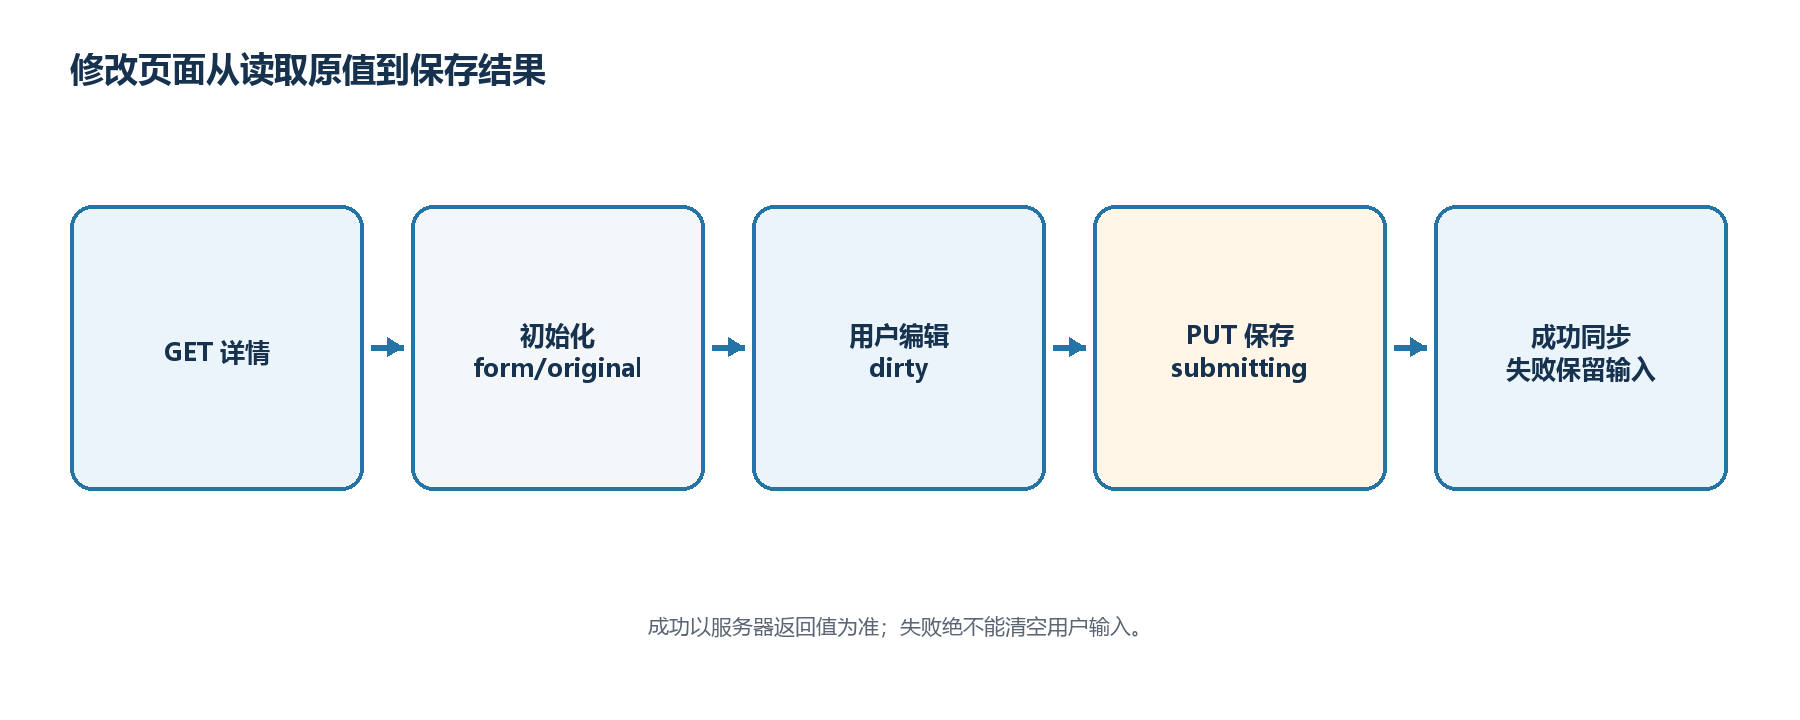 修改页面从读取原值到保存结果
GET 详情
初始化
form/original
用户编辑
dirty
PUT 保存
submitting
成功同步
失败保留输入
成功以服务器返回值为准；失败绝不能清空用户输入。